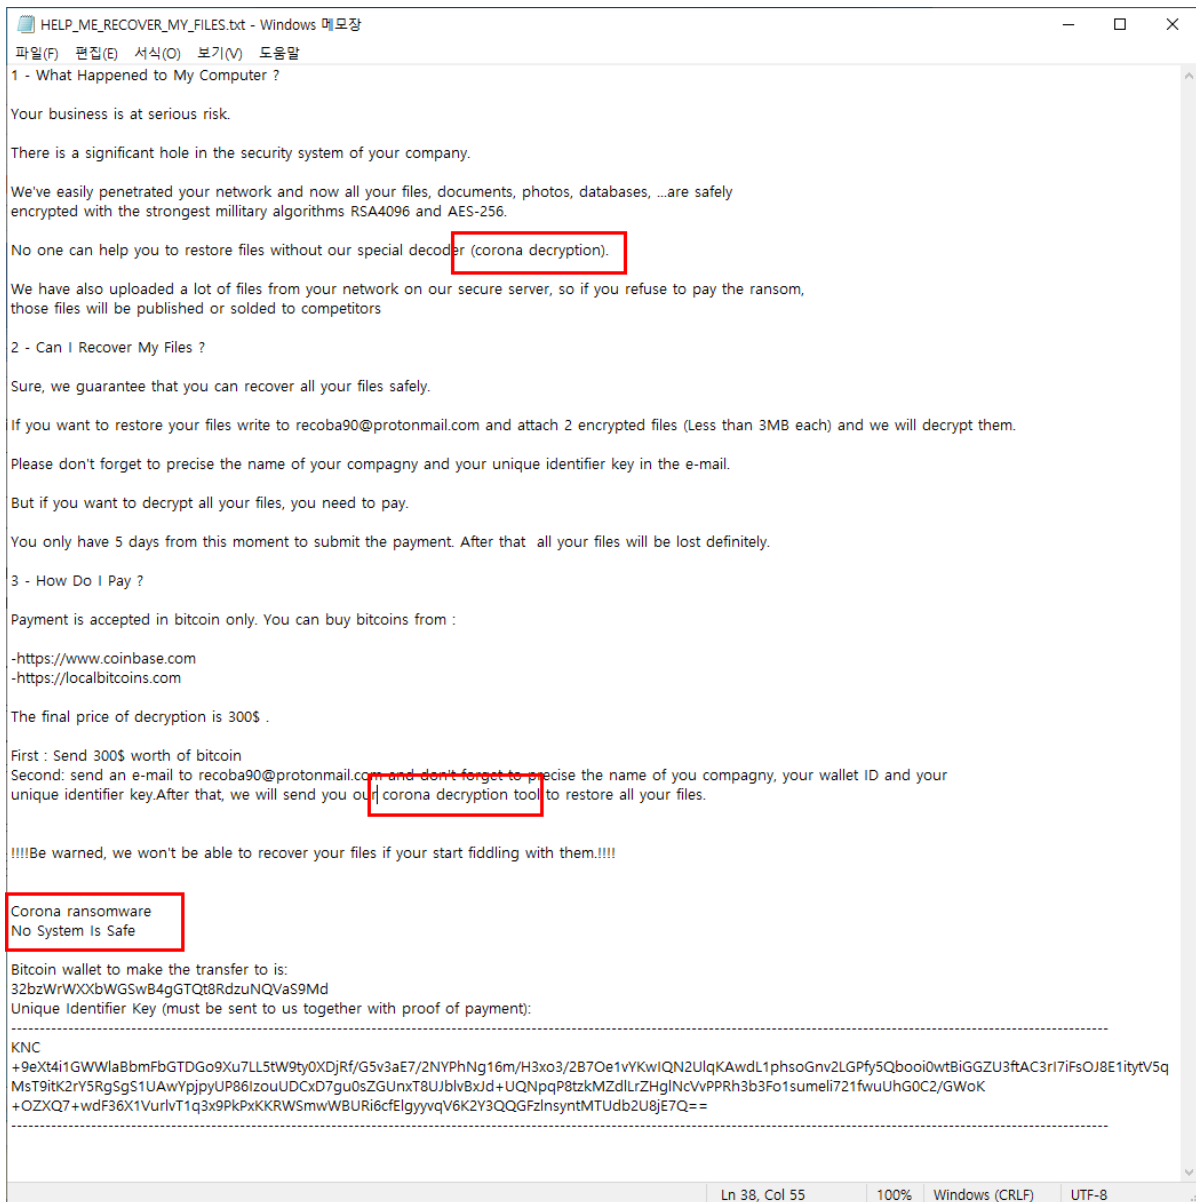 HELP_ME_RECOVER_MY_FILES.txt - Windows 메모장
파일(F) 편집(E) 서식(O) 보기(V) 도움말
1 - What Happened to My Computer ?
Your business is at serious risk.
There is a significant hole in the security system of your company.
We've easily penetrated your network and now all your files, documents, photos, databases, ...are safely
encrypted with the strongest millitary algorithms RSA4096 and AES-256.
No one can help you to restore files without our special decoder (corona decryption).
We have also uploaded a lot of files from your network on our secure server, so if you refuse to pay the ransom,
those files will be published or solded to competitors
2 - Can I Recover My Files ?
Sure, we guarantee that you can recover all your files safely.
If you want to restore your files write to recoba90@protonmail.com and attach 2 encrypted files (Less than 3MB each) and we will decrypt them.
Please don't forget to precise the name of your compagny and your unique identifier key in the e-mail.
But if you want to decrypt all your files, you need to pay.
You only have 5 days from this moment to submit the payment. After that  all your files will be lost definitely.
3 - How Do I Pay ?
Payment is accepted in bitcoin only. You can buy bitcoins from :
-https://www.coinbase.com
-https://localbitcoins.com
The final price of decryption is 300$ .
First : Send 300$ worth of bitcoin
Second: send an e-mail to recoba90@protonmail.com and don't forget to precise the name of you compagny, your wallet ID and your
unique identifier key.After that, we will send you our corona decryption tool to restore all your files.
!!!!Be warned, we won't be able to recover your files if your start fiddling with them.!!!!
Corona ransomware
No System Is Safe
Bitcoin wallet to make the transfer to is:
32bzWrWXXbWGSwB4gGTQt8RdzuNQVaS9Md
Unique Identifier Key (must be sent to us together with proof of payment):
KNC
+9eXt4i1GWWlaBbmFbGTDGo9Xu7LL5tW9ty0XDjRf/G5v3aE7/2NYPhNg16m/H3xo3/2B7Oe1vYKwIQN2UlqKAwdL1phsoGnv2LGPfy5Qbooi0wtBiGGZU3ftAC3rI7iFsOJ8E1itytV5q
MsT9itK2rY5RgSgS1UAwYpjpyUP86IzouUDCxD7gu0sZGUnxT8UJblvBxJd+UQNpqP8tzkMZdlLrZHglNcVvPPRh3b3Fo1sumeli721fwuUhG0C2/GWoK
+OZXQ7+wdF36X1VurlvT1q3x9PkPxKKRWSmwWBURi6cfElgyyvqV6K2Y3QQGFzlnsyntMTUdb2U8jE7Q==
Ln 38, Col 55 100% Windows (CRLF) UTF-8